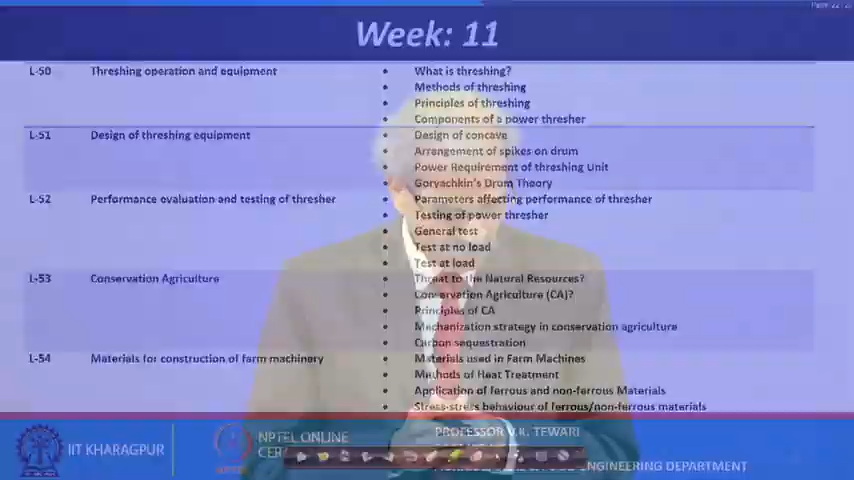 Week: 11
L-50 Threshing operation and equipment • What is threshing?
• Methods of threshing
• Principles of threshing
• Components of a power thresher
L-51 Design of threshing equipment • Design of concave
• Arrangement of spikes on drum
• Power Requirement of threshing Unit
• Goryachkin's Drum Theory
L-52 Performance evaluation and testing of thresher • Parameters affecting performance of thresher
• Testing of power thresher
• General test
• Test at no load
• Test at load
L-53 Conservation Agriculture • Threat to the Natural Resources?
• Conservation Agriculture (CA)?
• Principles of CA
• Mechanization strategy in conservation agriculture
• Carbon sequestration
L-54 Materials for construction of farm machinery • Materials used in Farm Machines
• Methods of Heat Treatment
• Application of ferrous and non-ferrous Materials
• Stress-stress behaviour of ferrous/non-ferrous materials
IIT KHARAGPUR
NPTEL ONLINE
PROFESSOR V.K. TEWARI
ENGINEERING DEPARTMENT